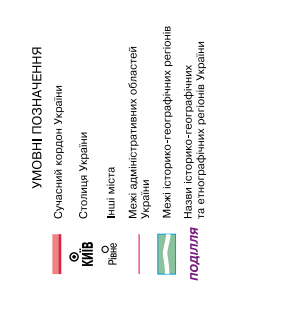 УМОВНІ ПОЗНАЧЕННЯ
Сучасний кордон України
КИЇВ
Столиця України
Рівне
Інші міста
Межі адміністративних областей
України
Межі історико-географічних регіонів
ПОДІЛЛЯ
Назви історико-географічних
та етнографічних регіонів України